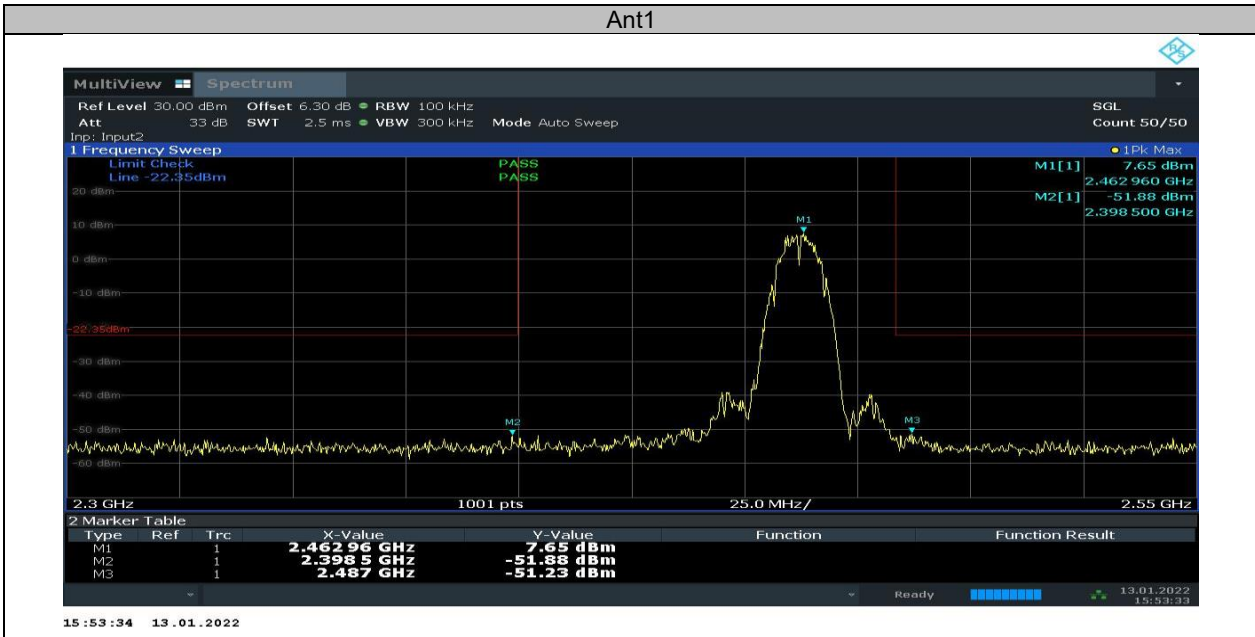 Ant1
R&S
MultiView Spectrum
Ref Level 30.00 dBm Offset 6.30 dB RBW 100 kHz SGL
Att 33 dB SWT 2.5 ms VBW 300 kHz Mode Auto Sweep Count 50/50
Inp: Input2
1 Frequency Sweep 1Pk Max
Limit Check PASS M1[1] 7.65 dBm
Line -22.35dBm PASS 2.462 960 GHz
20 dBm M2[1] -51.88 dBm
2.398 500 GHz
10 dBm M1
0 dBm
-10 dBm
-22.35dBm
-30 dBm
-40 dBm
M2 M3
-50 dBm
-60 dBm
2.3 GHz 1001 pts 25.0 MHz/ 2.55 GHz
2 Marker Table
Type Ref Trc X-Value Y-Value Function Function Result
M1 1 2.462 96 GHz 7.65 dBm
M2 1 2.398 5 GHz -51.88 dBm
M3 1 2.487 GHz -51.23 dBm
Ready 13.01.2022
15:53:33
15:53:34 13.01.2022